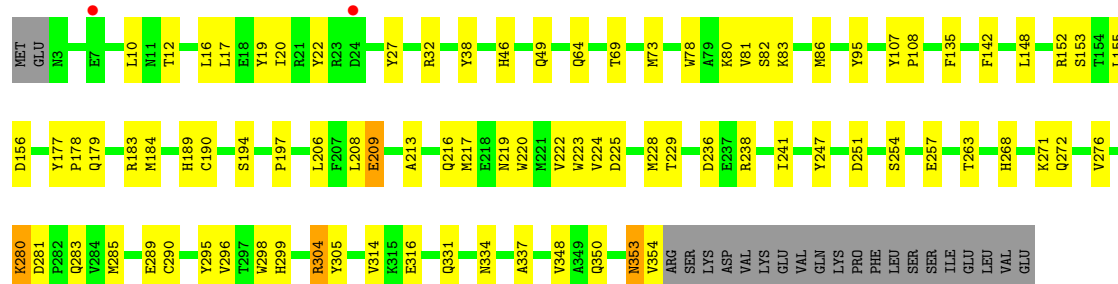 MET GLU N3 E7 L10 N11 T12 L16 L17 E18 Y19 I20 R21 Y22 R23 D24 Y27 R32 Y38 H46 Q49 Q64 T69 M73 W78 A79 K80 V81 S82 K83 M86 Y95 Y107 P108 F135 F142 L148 R152 S153 T154 L155
D156 Y177 P178 Q179 R183 M184 H189 C190 S194 P197 L206 F207 L208 E209 A213 Q216 M217 E218 N219 W220 M221 V222 W223 V224 D225 M228 T229 D236 E237 R238 I241 Y247 D251 S254 E257 T263 H268 K271 Q272 V276
K280 D281 P282 Q283 V284 M285 E289 C290 Y295 V296 T297 W298 H299 R304 Y305 V314 K315 E316 Q331 N334 A337 V348 A349 Q350 N353 V354 ARG SER LYS ASP VAL LYS GLU VAL GLN LYS PRO PHE LEU SER SER ILE GLU LEU VAL GLU